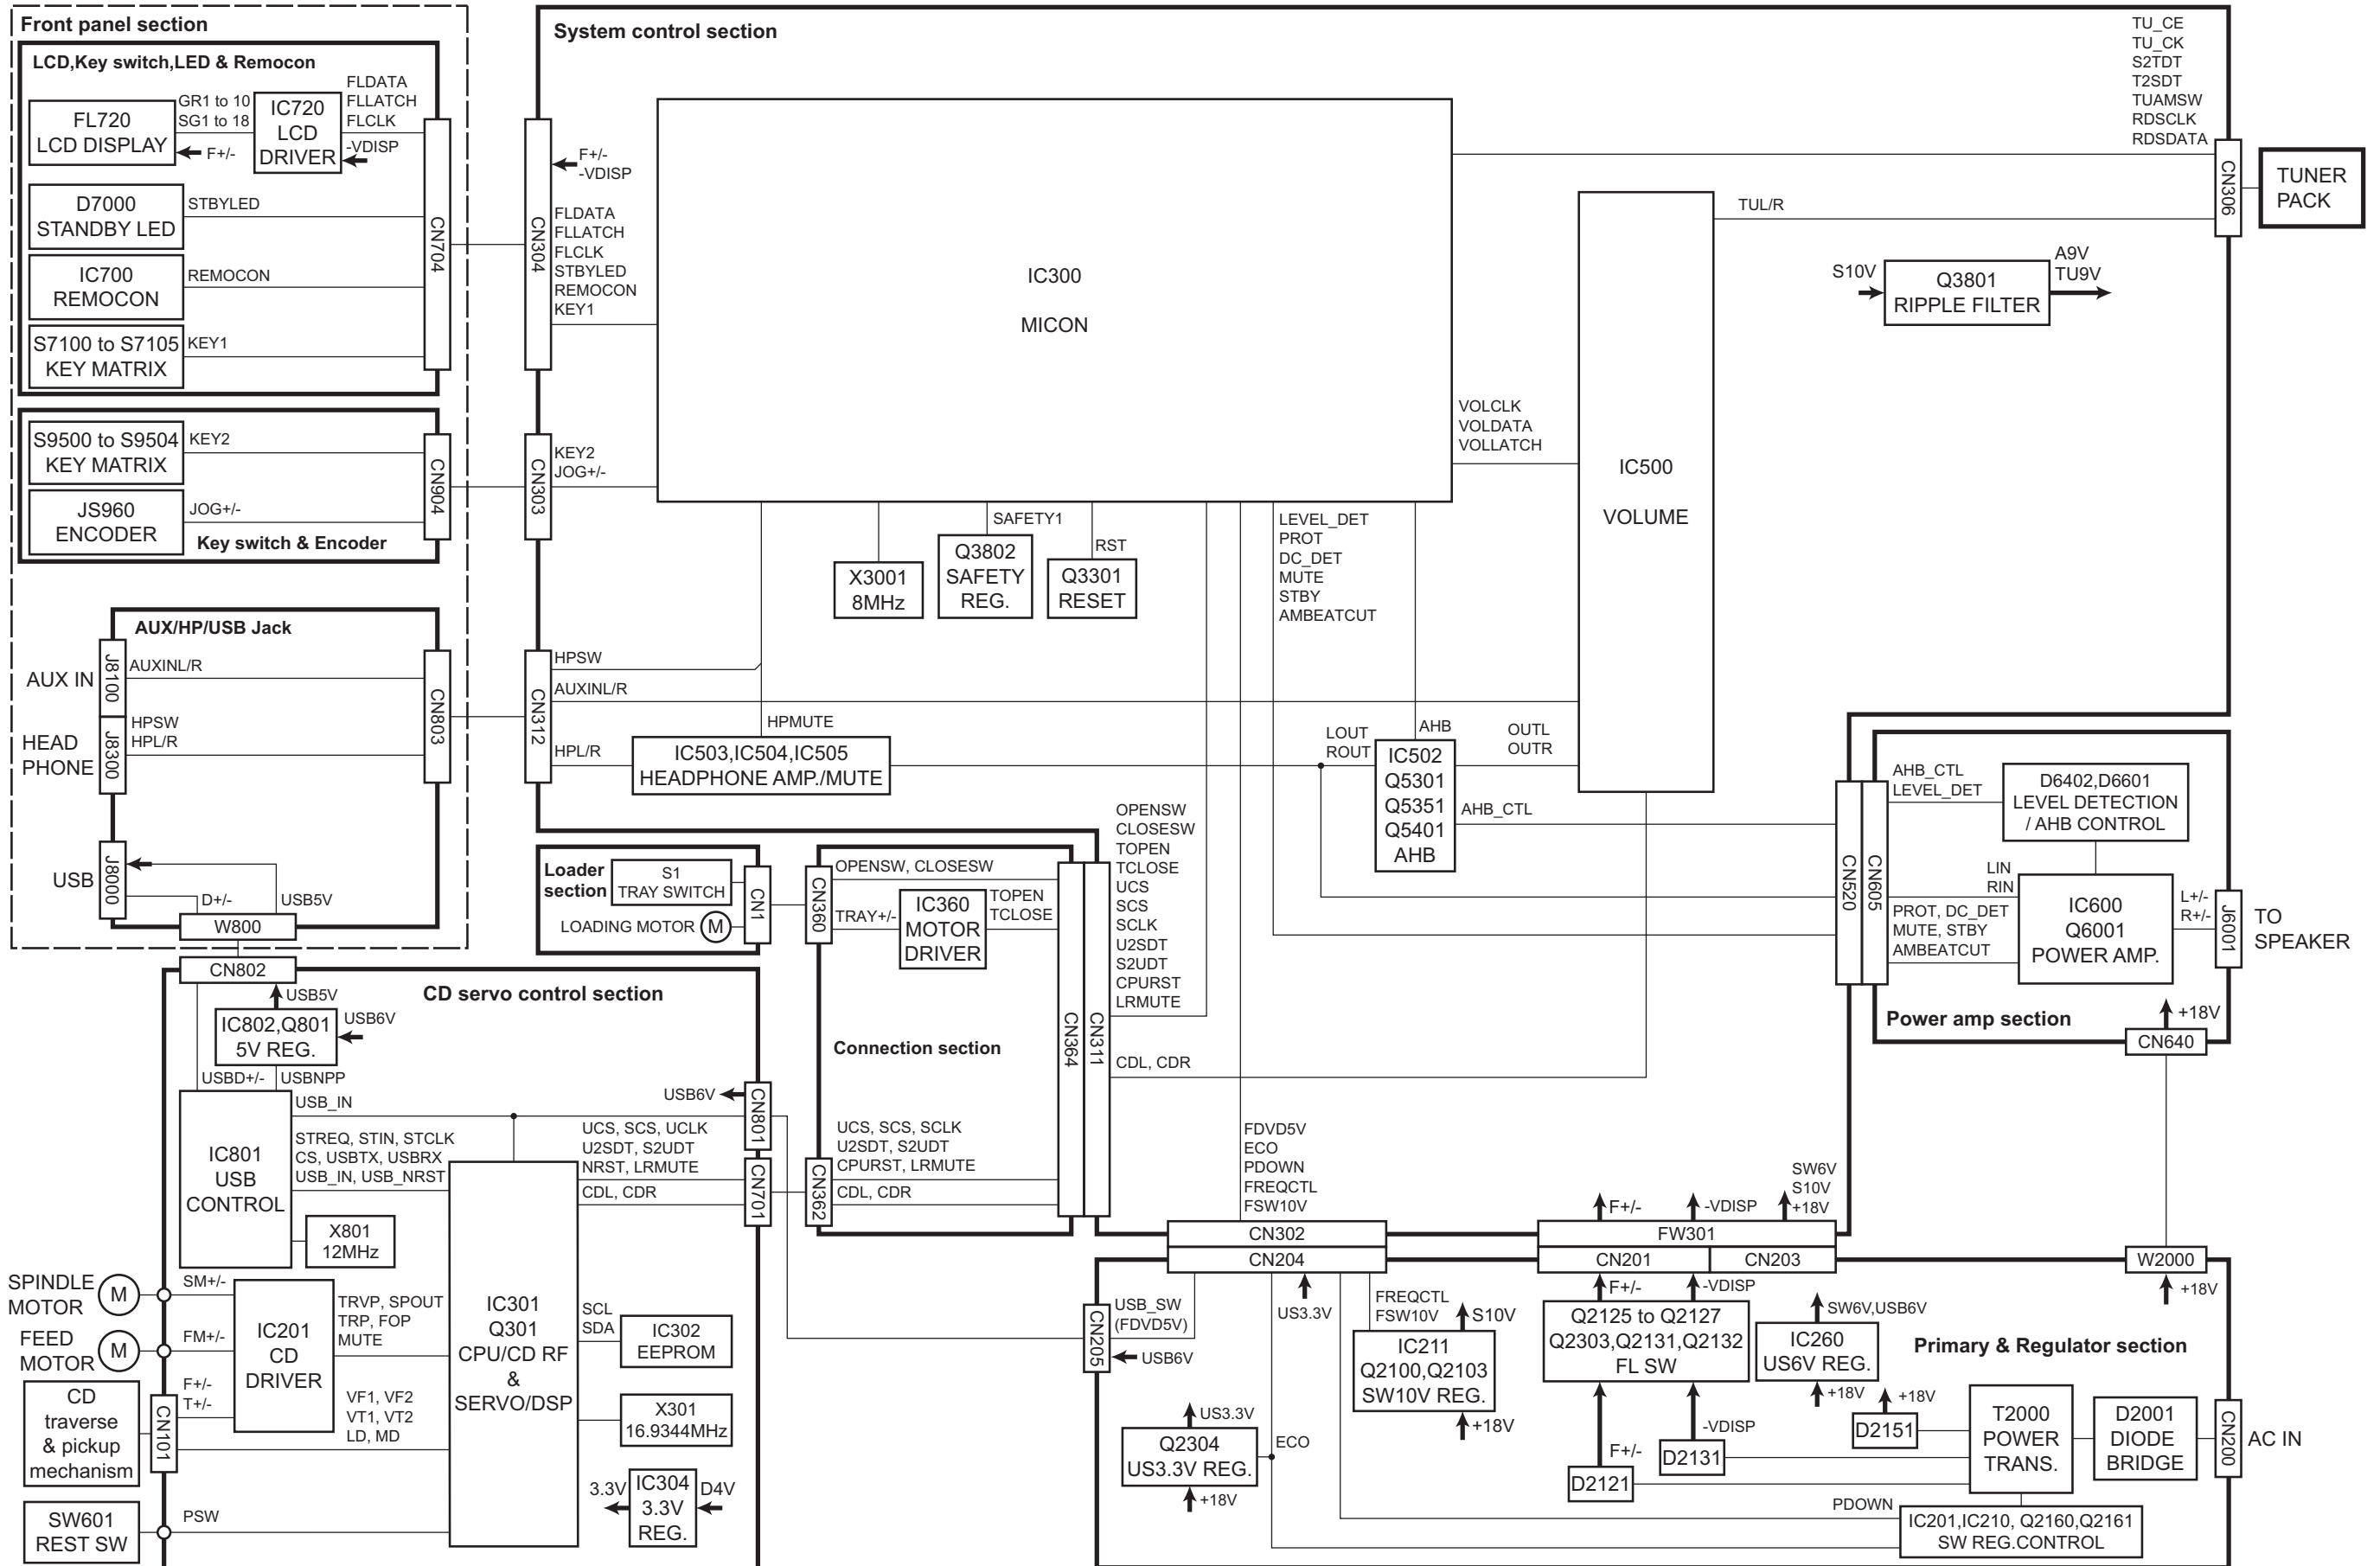 Front panel section
LCD,Key switch,LED & Remocon
FL720
LCD DISPLAY
GR1 to 10
SG1 to 18
F+/-
IC720
LCD
DRIVER
FLDATA
FLLATCH
FLCLK
-VDISP
D7000
STANDBY LED
STBYLED
IC700
REMOCON
REMOCON
S7100 to S7105
KEY MATRIX
KEY1
CN704
S9500 to S9504
KEY MATRIX
KEY2
JS960
ENCODER
JOG+/-
Key switch & Encoder
CN904
AUX/HP/USB Jack
AUX IN
J8100
AUXINL/R
HEAD
PHONE
J8300
HPSW
HPL/R
CN803
USB
J8000
D+/-
USB5V
W800
System control section
CN304
F+/-
-VDISP
FLDATA
FLLATCH
FLCLK
STBYLED
REMOCON
KEY1
CN303
KEY2
JOG+/-
CN312
HPSW
AUXINL/R
HPL/R
IC300
MICON
X3001
8MHz
SAFETY1
Q3802
SAFETY
REG.
RST
Q3301
RESET
LEVEL_DET
PROT
DC_DET
MUTE
STBY
AMBEATCUT
HPMUTE
IC503,IC504,IC505
HEADPHONE AMP./MUTE
LOUT
ROUT
AHB
IC502
Q5301
Q5351
Q5401
AHB
OUTL
OUTR
AHB_CTL
VOLCLK
VOLDATA
VOLLATCH
IC500
VOLUME
TU_CE
TU_CK
S2TDT
T2SDT
TUAMSW
RDSCLK
RDSDATA
TUL/R
CN306
TUNER
PACK
S10V
Q3801
RIPPLE FILTER
A9V
TU9V
OPENSW
CLOSESW
TOPEN
TCLOSE
UCS
SCS
SCLK
U2SDT
S2UDT
CPURST
LRMUTE
CDL, CDR
CN311
FDVD5V
ECO
PDOWN
FREQCTL
FSW10V
CN302
F+/-
-VDISP
SW6V
S10V
+18V
FW301
CN520
CN605
AHB_CTL
LEVEL_DET
D6402,D6601
LEVEL DETECTION
/ AHB CONTROL
LIN
RIN
PROT, DC_DET
MUTE, STBY
AMBEATCUT
IC600
Q6001
POWER AMP.
L+/-
R+/-
J6001
TO
SPEAKER
+18V
Power amp section
CN640
Loader
section
S1
TRAY SWITCH
LOADING MOTOR
M
CN1
CN360
OPENSW, CLOSESW
TRAY+/-
IC360
MOTOR
DRIVER
TOPEN
TCLOSE
Connection section
CN364
CN362
UCS, SCS, SCLK
U2SDT, S2UDT
CPURST, LRMUTE
CDL, CDR
CN802
CD servo control section
USB5V
IC802,Q801
5V REG.
USB6V
USBD+/-
USBNPP
IC801
USB
CONTROL
USB_IN
STREQ, STIN, STCLK
CS, USBTX, USBRX
USB_IN, USB_NRST
X801
12MHz
USB6V
CN801
UCS, SCS, UCLK
U2SDT, S2UDT
NRST, LRMUTE
CDL, CDR
CN701
SPINDLE
MOTOR
M
SM+/-
FEED
MOTOR
M
FM+/-
IC201
CD
DRIVER
TRVP, SPOUT
TRP, FOP
MUTE
CD
traverse
& pickup
mechanism
CN101
F+/-
T+/-
VF1, VF2
VT1, VT2
LD, MD
SW601
REST SW
PSW
IC301
Q301
CPU/CD RF
&
SERVO/DSP
SCL
SDA
IC302
EEPROM
X301
16.9344MHz
3.3V
IC304
3.3V
REG.
D4V
CN204
CN201
CN203
W2000
+18V
CN205
USB_SW
(FDVD5V)
USB6V
US3.3V
FREQCTL
FSW10V
S10V
IC211
Q2100,Q2103
SW10V REG.
+18V
F+/-
-VDISP
Q2125 to Q2127
Q2303,Q2131,Q2132
FL SW
SW6V,USB6V
IC260
US6V REG.
+18V
Primary & Regulator section
US3.3V
Q2304
US3.3V REG.
+18V
ECO
F+/-
D2121
-VDISP
D2131
+18V
D2151
T2000
POWER
TRANS.
D2001
DIODE
BRIDGE
CN200
AC IN
PDOWN
IC201,IC210, Q2160,Q2161
SW REG.CONTROL